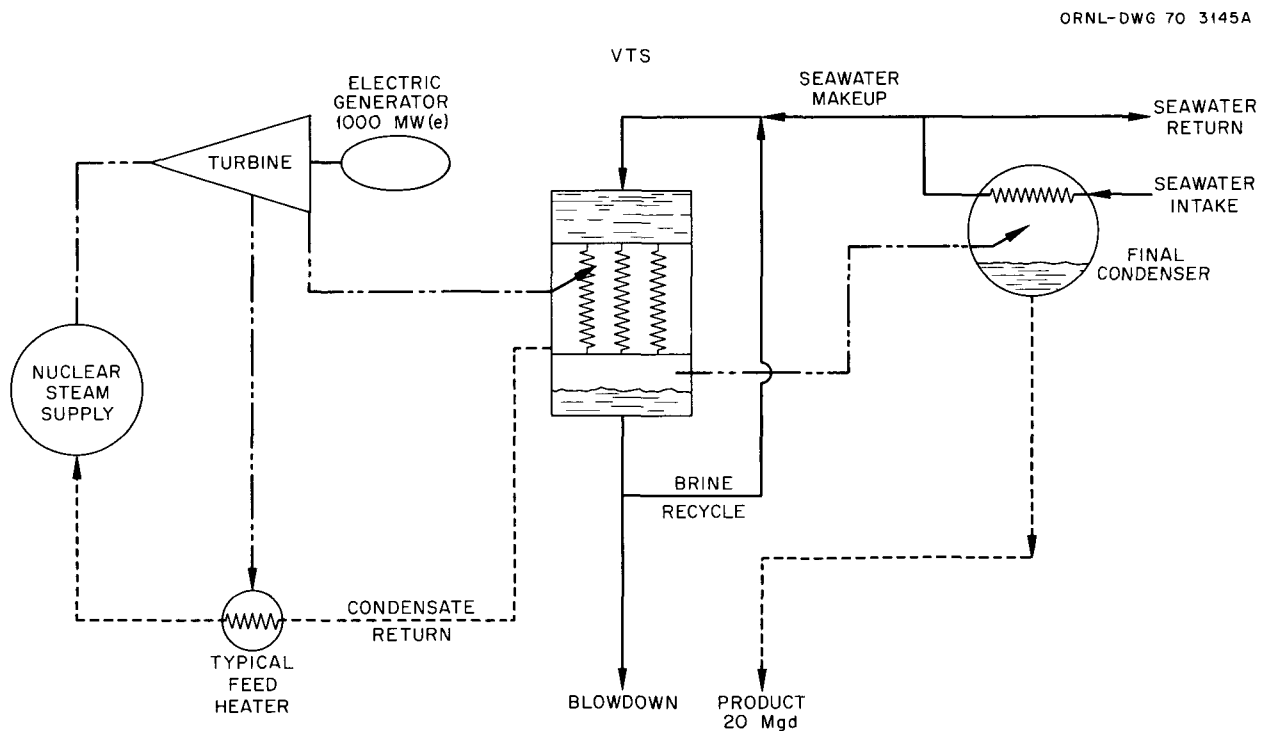 ORNL-DWG 70 3145A
VTS
ELECTRIC
GENERATOR
1000 MW(e)
TURBINE
SEAWATER
MAKEUP
SEAWATER
RETURN
SEAWATER
INTAKE
FINAL
CONDENSER
NUCLEAR
STEAM
SUPPLY
BRINE
RECYCLE
CONDENSATE
RETURN
TYPICAL
FEED
HEATER
BLOWDOWN
PRODUCT
20 Mgd